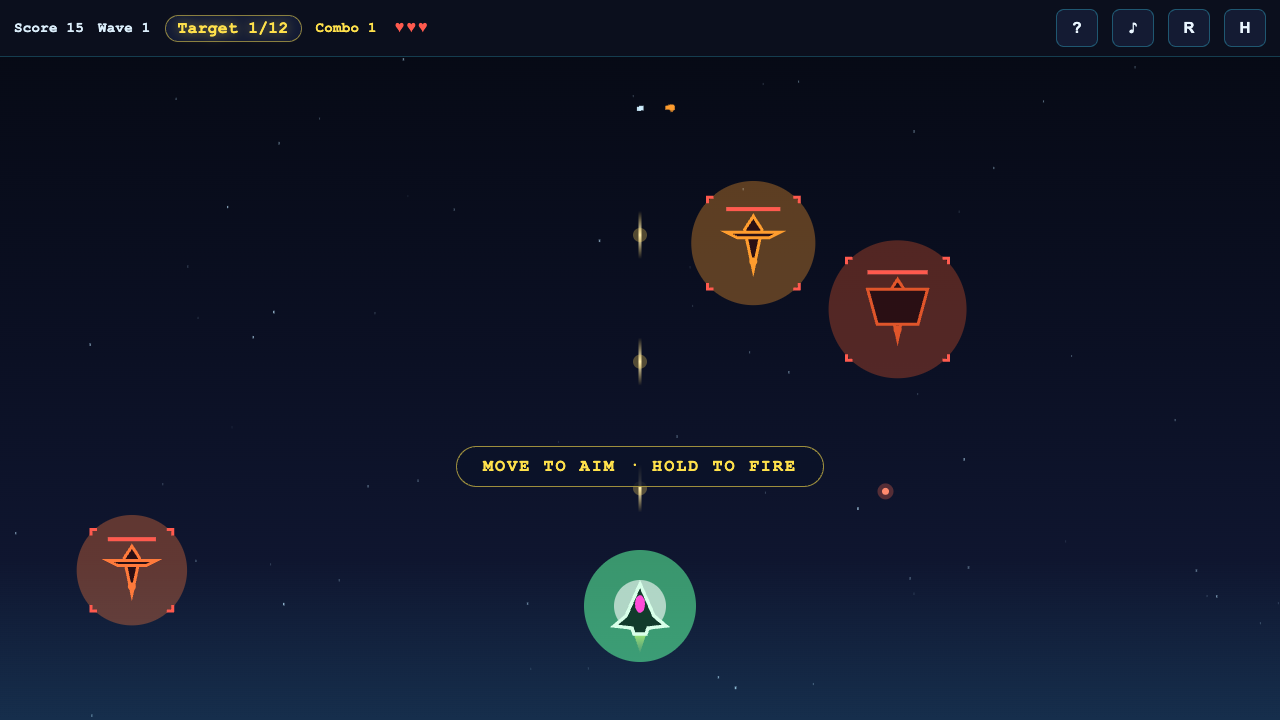 Score 15 Wave 1 Target 1/12 Combo 1 ♥♥♥ ? ♪ R H
MOVE TO AIM · HOLD TO FIRE